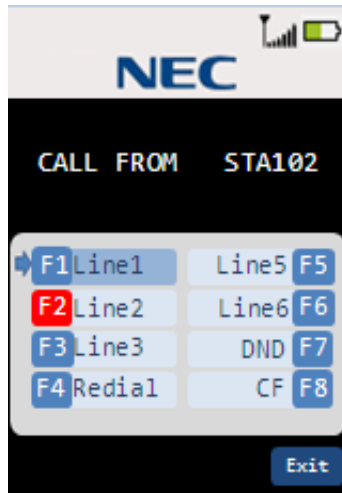 NEC
CALL FROM STA102
F1 Line1 Line5 F5
F2 Line2 Line6 F6
F3 Line3 DND F7
F4 Redial CF F8
Exit